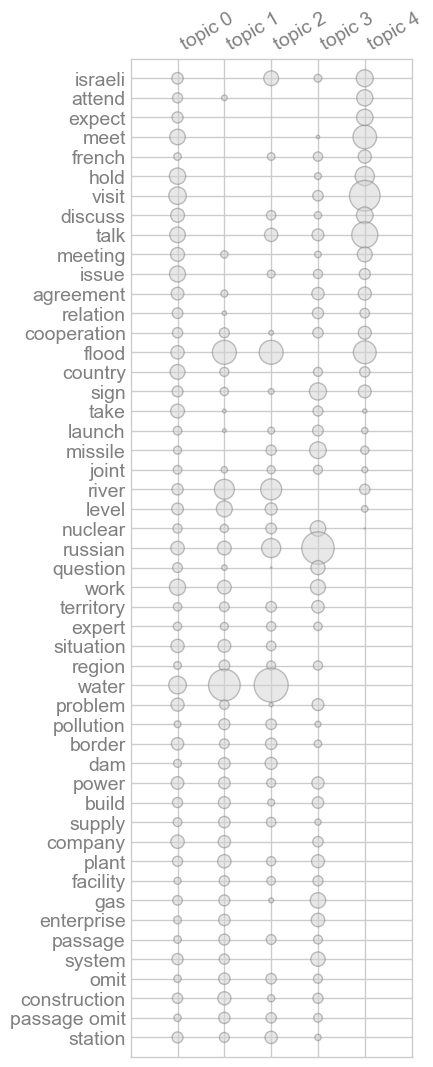 topic 0
topic 1
topic 2
topic 3
topic 4
israeli
attend
expect
meet
french
hold
visit
discuss
talk
meeting
issue
agreement
relation
cooperation
flood
country
sign
take
launch
missile
joint
river
level
nuclear
russian
question
work
territory
expert
situation
region
water
problem
pollution
border
dam
power
build
supply
company
plant
facility
gas
enterprise
passage
system
omit
construction
passage omit
station